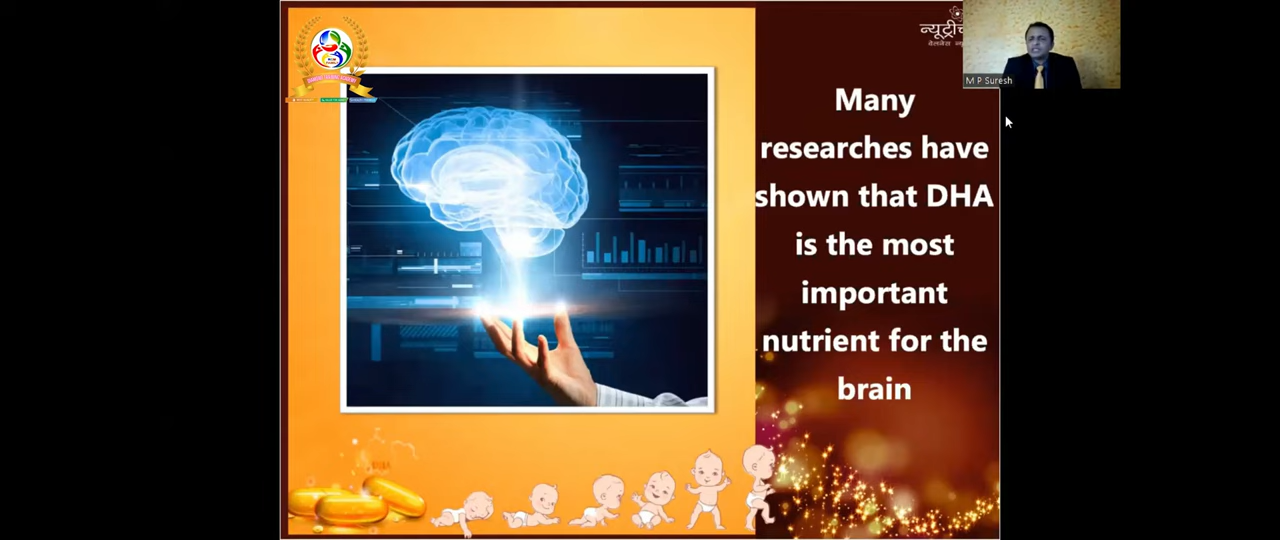 M P Suresh
Many
researches have
shown that DHA
is the most
important
nutrient for the
brain